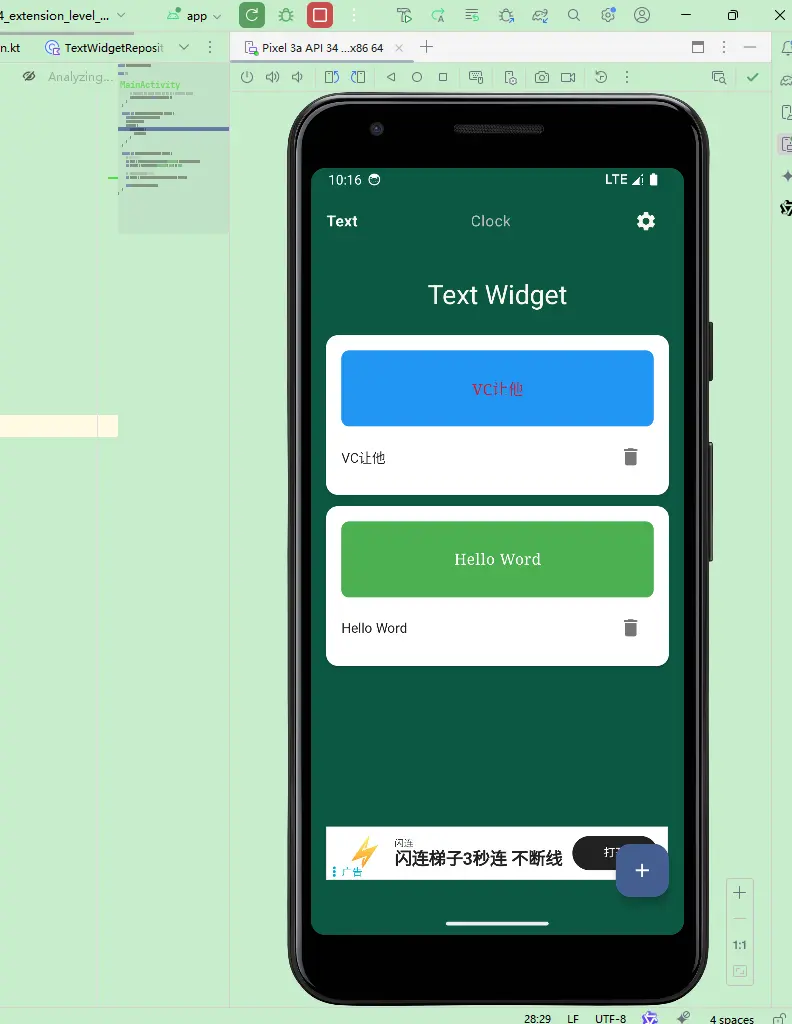 4_extension_level_...
app
n.kt
TextWidgetReposit
Pixel 3a API 34 ...x86 64
Analyzing...
MainActivity
10:16
LTE
Text
Clock
Text Widget
VC让他
VC让他
Hello Word
Hello Word
闪连
闪连梯子3秒连 不断线
打
广告
+
1:1
28:29
LF
UTF-8
4 spaces